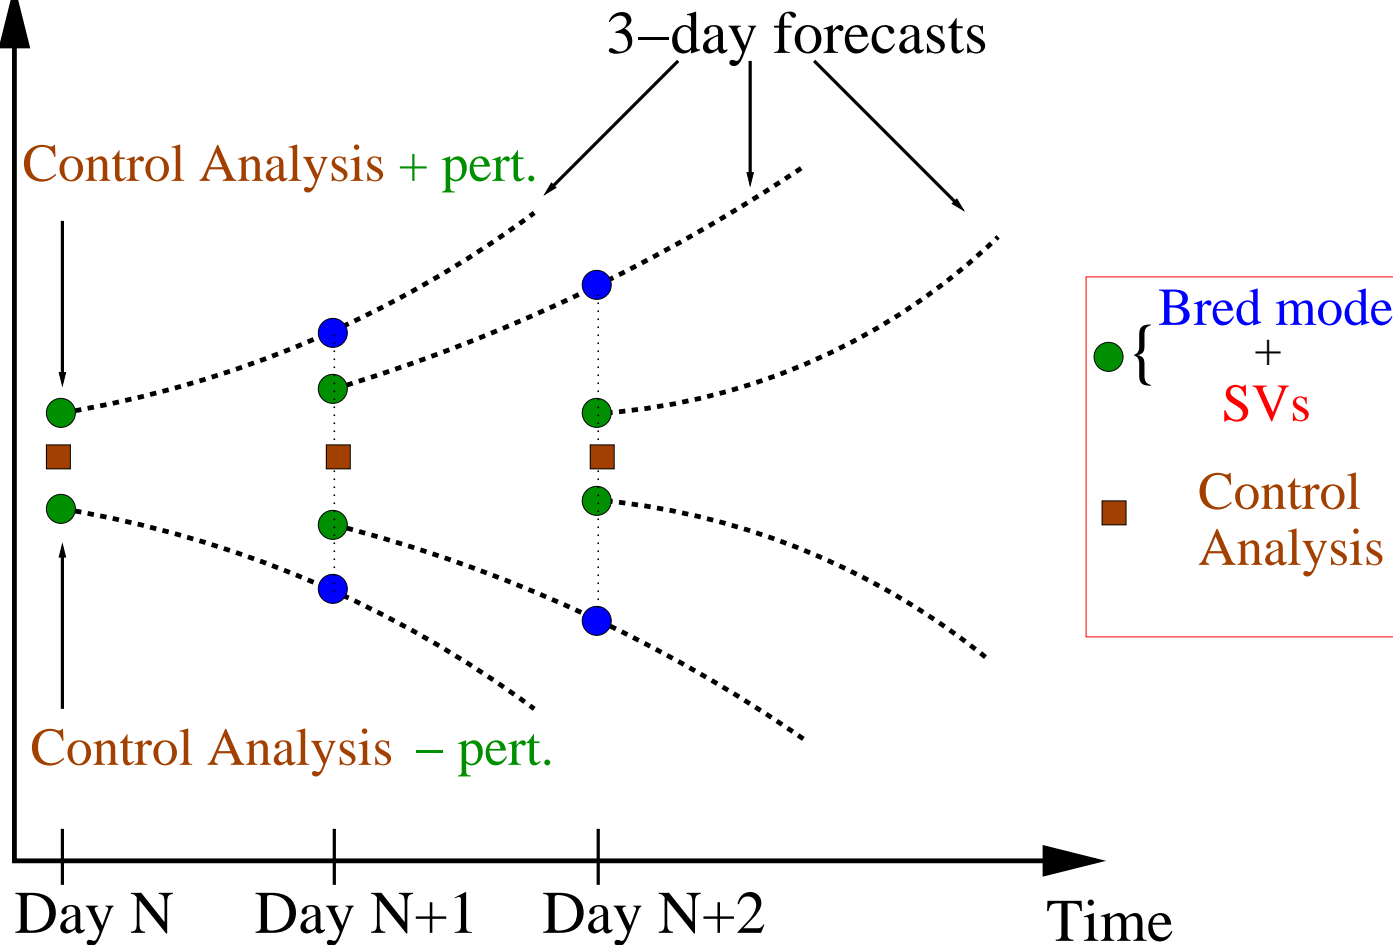 3−day forecasts
Control Analysis + pert.
Bred mode
{
+
SVs
Control
Analysis
Control Analysis − pert.
Day N
Day N+1
Day N+2
Time